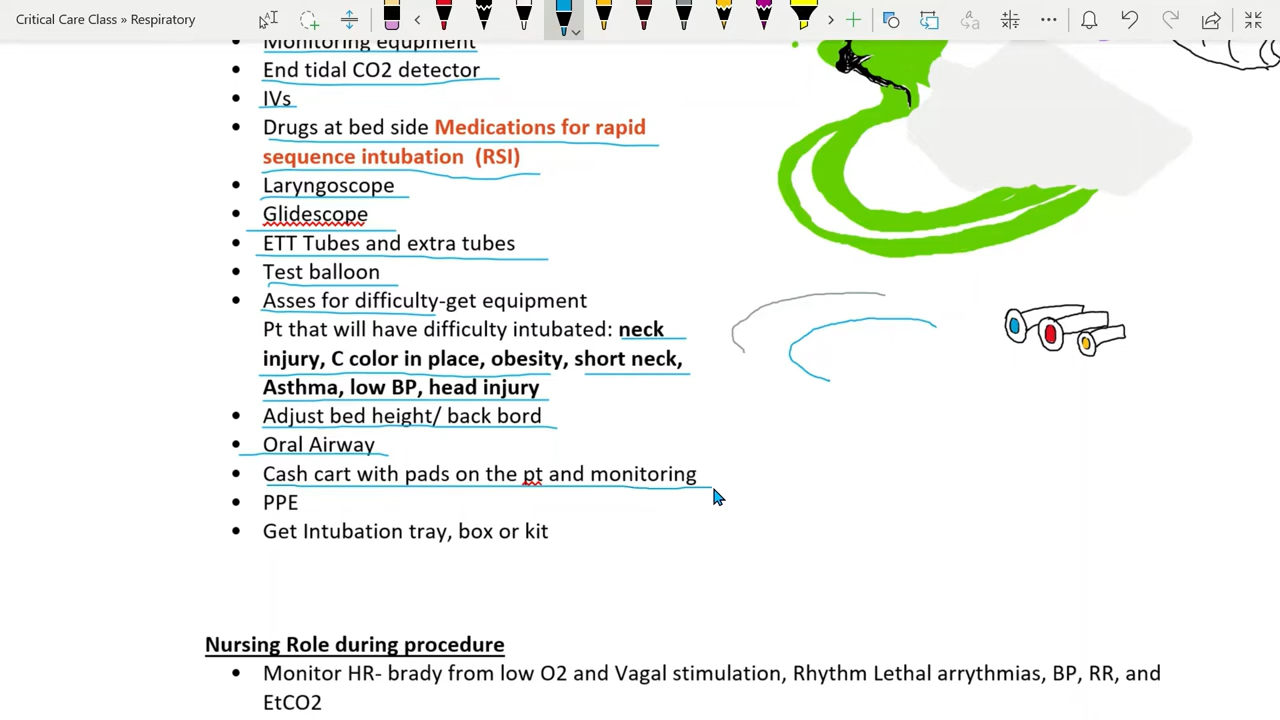 Critical Care Class » Respiratory
• Monitoring equpment
• End tidal CO2 detector
• IVs
• Drugs at bed side Medications for rapid
sequence intubation (RSI)
• Laryngoscope
• Glidescope
• ETT Tubes and extra tubes
• Test balloon
• Asses for difficulty-get equipment
Pt that will have difficulty intubated: neck
injury, C color in place, obesity, short neck,
Asthma, low BP, head injury
• Adjust bed height/ back bord
• Oral Airway
• Cash cart with pads on the pt and monitoring
• PPE
• Get Intubation tray, box or kit
Nursing Role during procedure
• Monitor HR- brady from low O2 and Vagal stimulation, Rhythm Lethal arrythmias, BP, RR, and
EtCO2